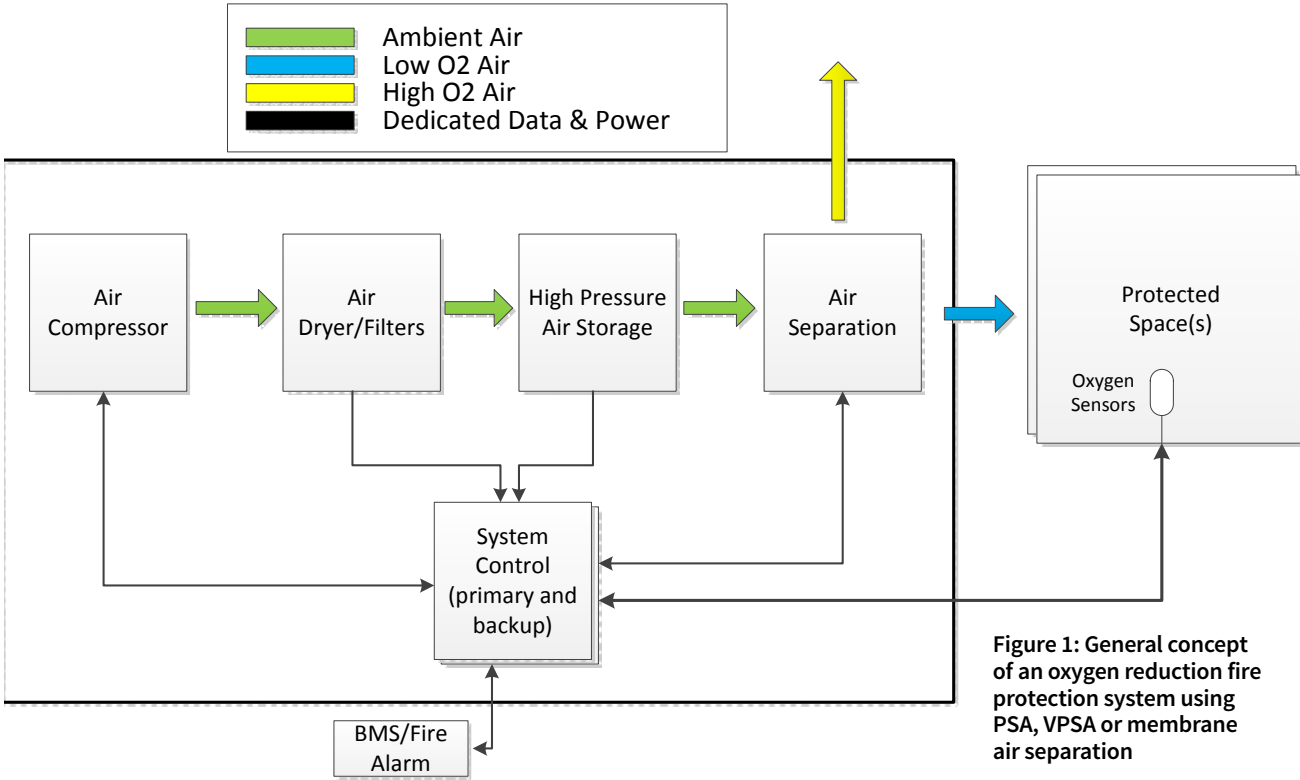 Ambient Air
Low O2 Air
High O2 Air
Dedicated Data & Power
Air
Compressor
Air
Dryer/Filters
High Pressure
Air Storage
Air
Separation
Protected
Space(s)
Oxygen
Sensors
System
Control
(primary and
backup)
BMS/Fire
Alarm
Figure 1: General concept
of an oxygen reduction fire
protection system using
PSA, VPSA or membrane
air separation